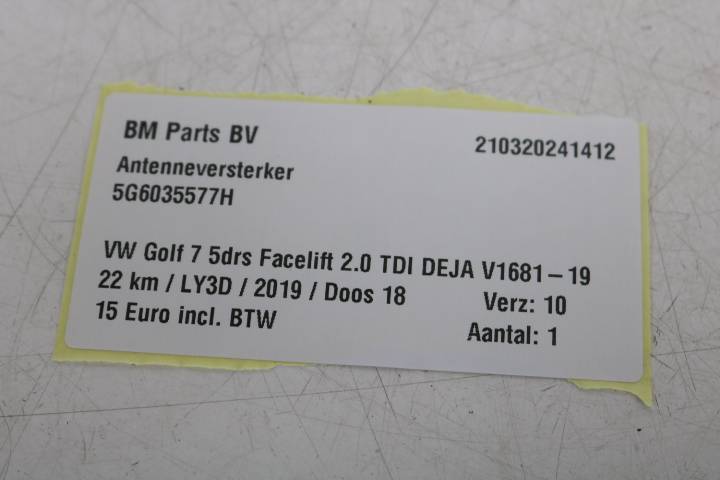 BM Parts BV 210320241412
Antenneversterker
5G6035577H
VW Golf 7 5drs Facelift 2.0 TDI DEJA V1681-19
22 km / LY3D / 2019 / Doos 18 Verz: 10
15 Euro incl. BTW Aantal: 1